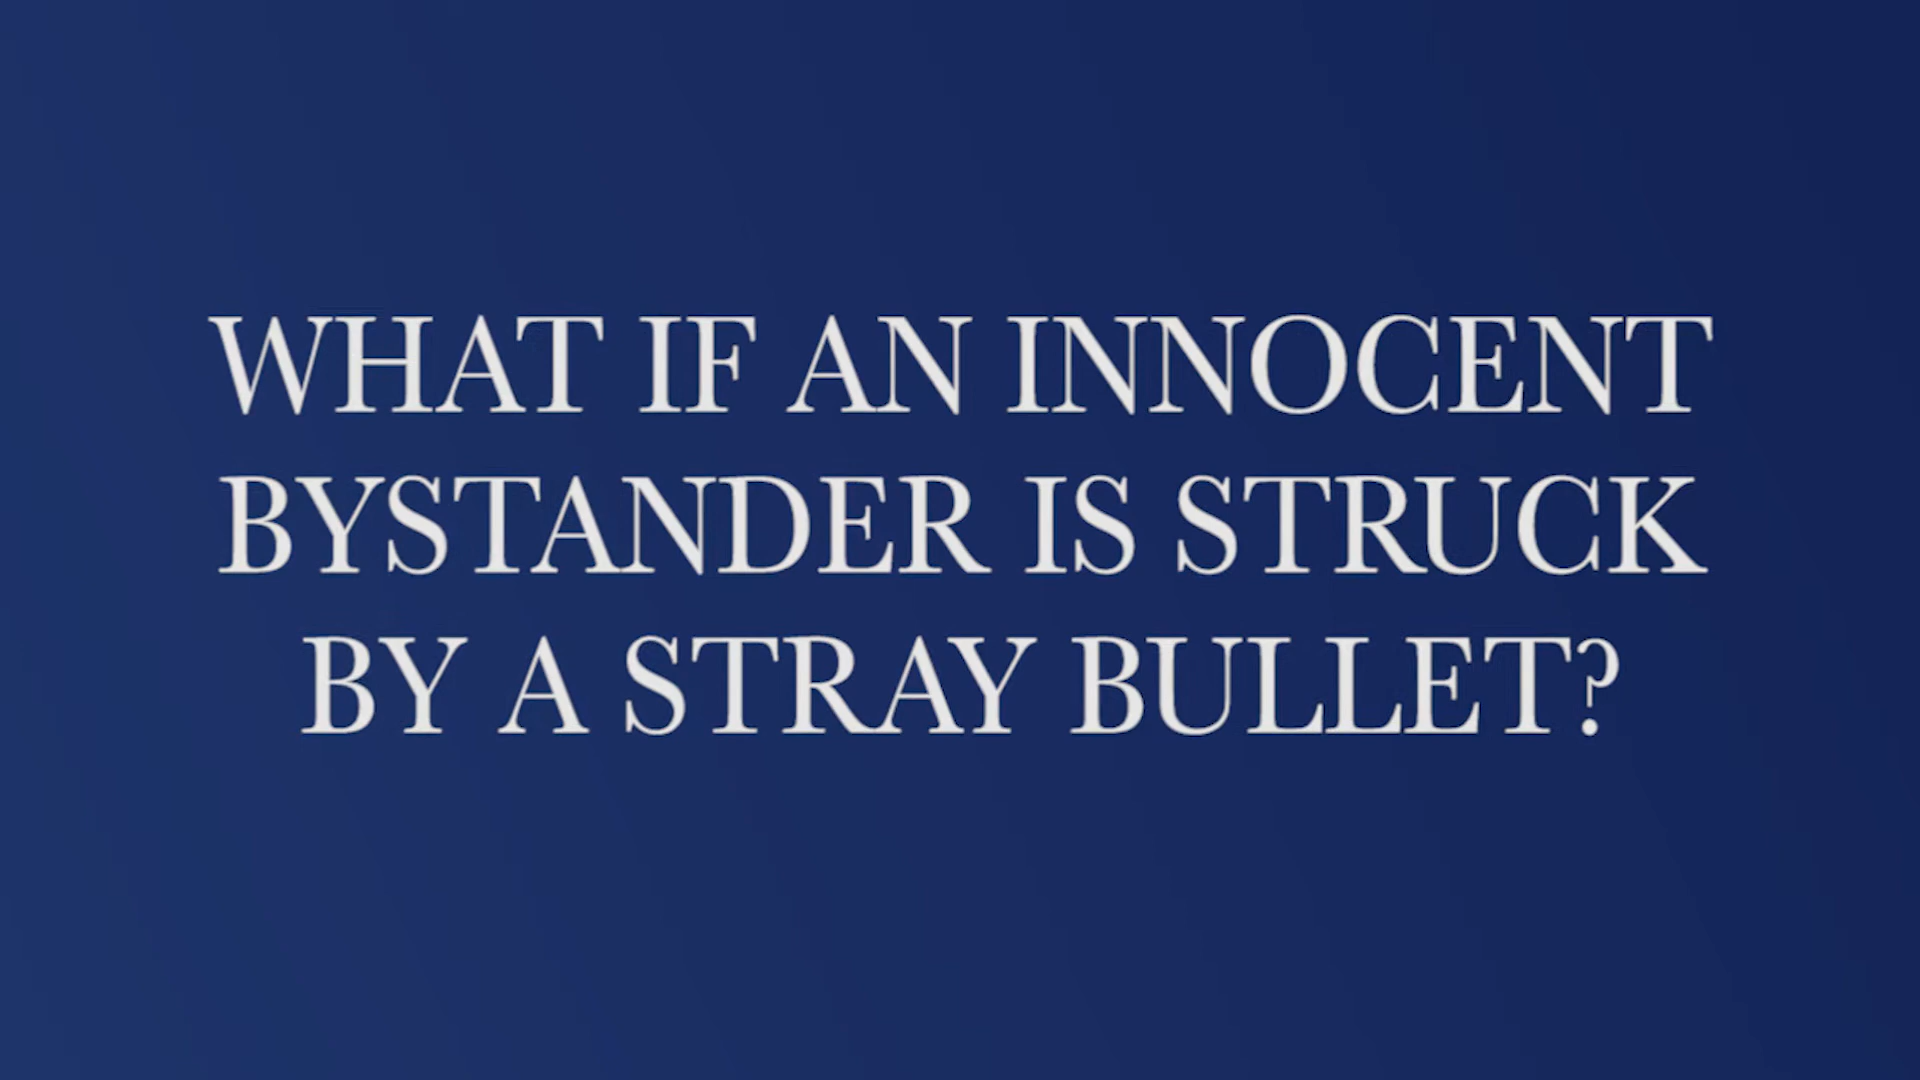 WHAT IF AN INNOCENT
BYSTANDER IS STRUCK
BY A STRAY BULLET?